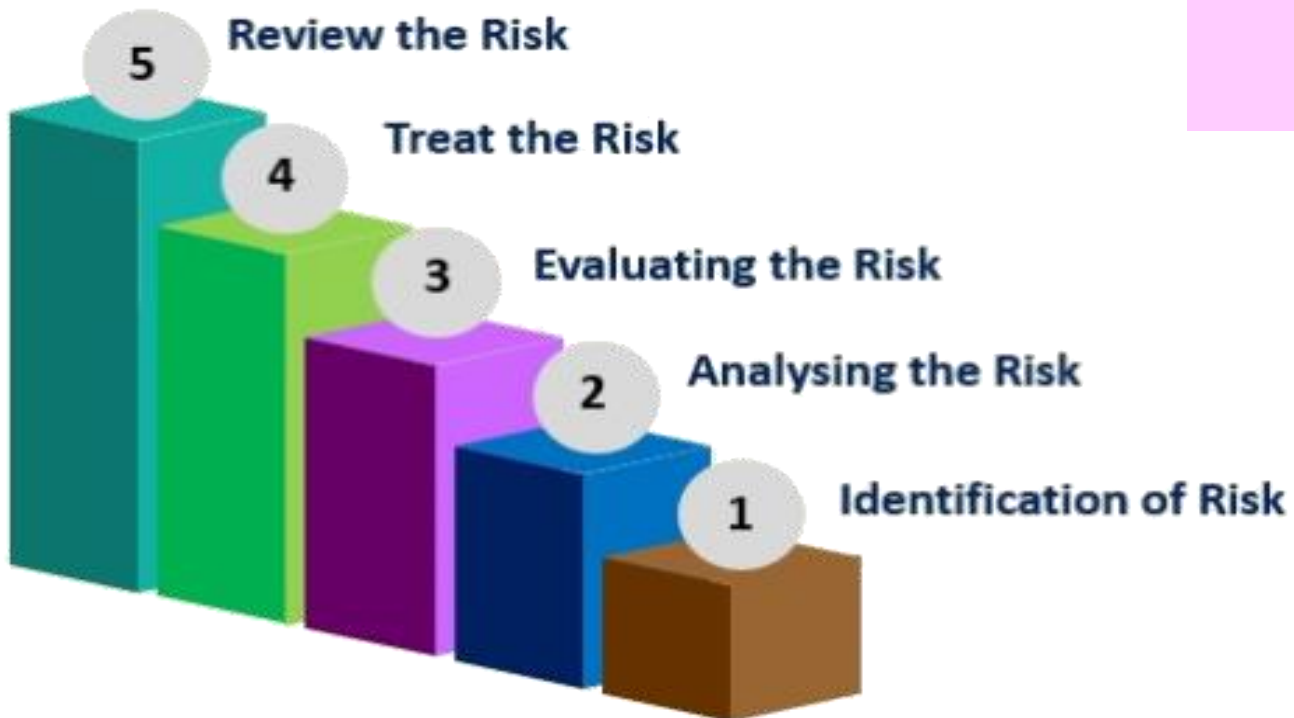 5 Review the Risk
4 Treat the Risk
3 Evaluating the Risk
2 Analysing the Risk
1 Identification of Risk